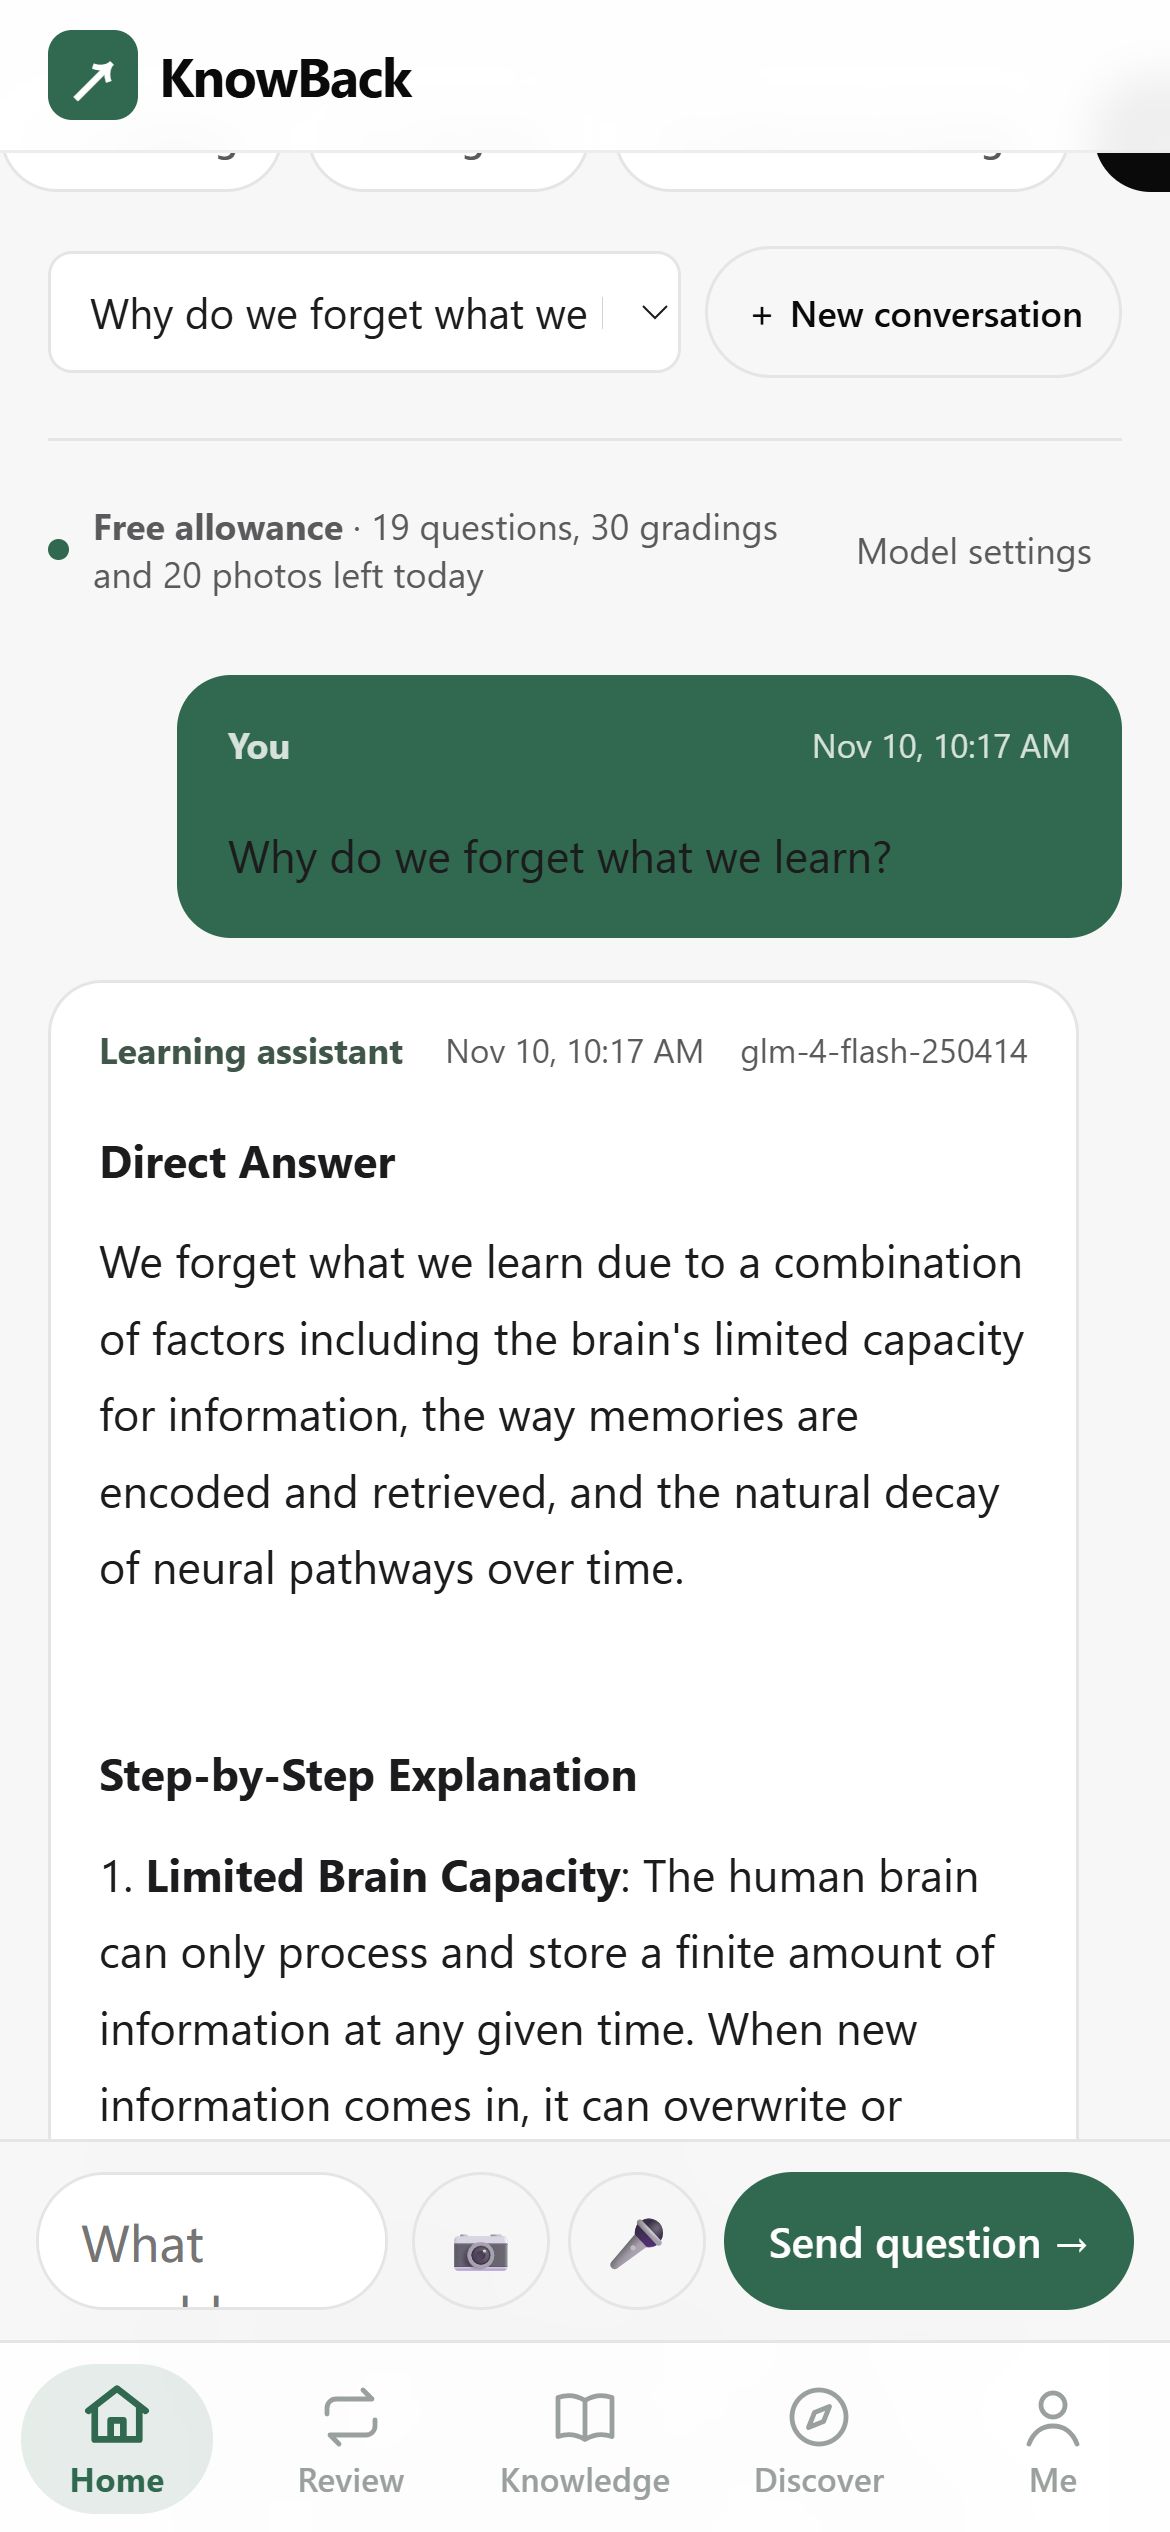 KnowBack
Why do we forget what we
+ New conversation
Free allowance · 19 questions, 30 gradings
and 20 photos left today
Model settings
You
Nov 10, 10:17 AM
Why do we forget what we learn?
Learning assistant
Nov 10, 10:17 AM
glm-4-flash-250414
Direct Answer
We forget what we learn due to a combination
of factors including the brain's limited capacity
for information, the way memories are
encoded and retrieved, and the natural decay
of neural pathways over time.
Step-by-Step Explanation
1. Limited Brain Capacity: The human brain
can only process and store a finite amount of
information at any given time. When new
information comes in, it can overwrite or
What
Send question →
Home
Review
Knowledge
Discover
Me